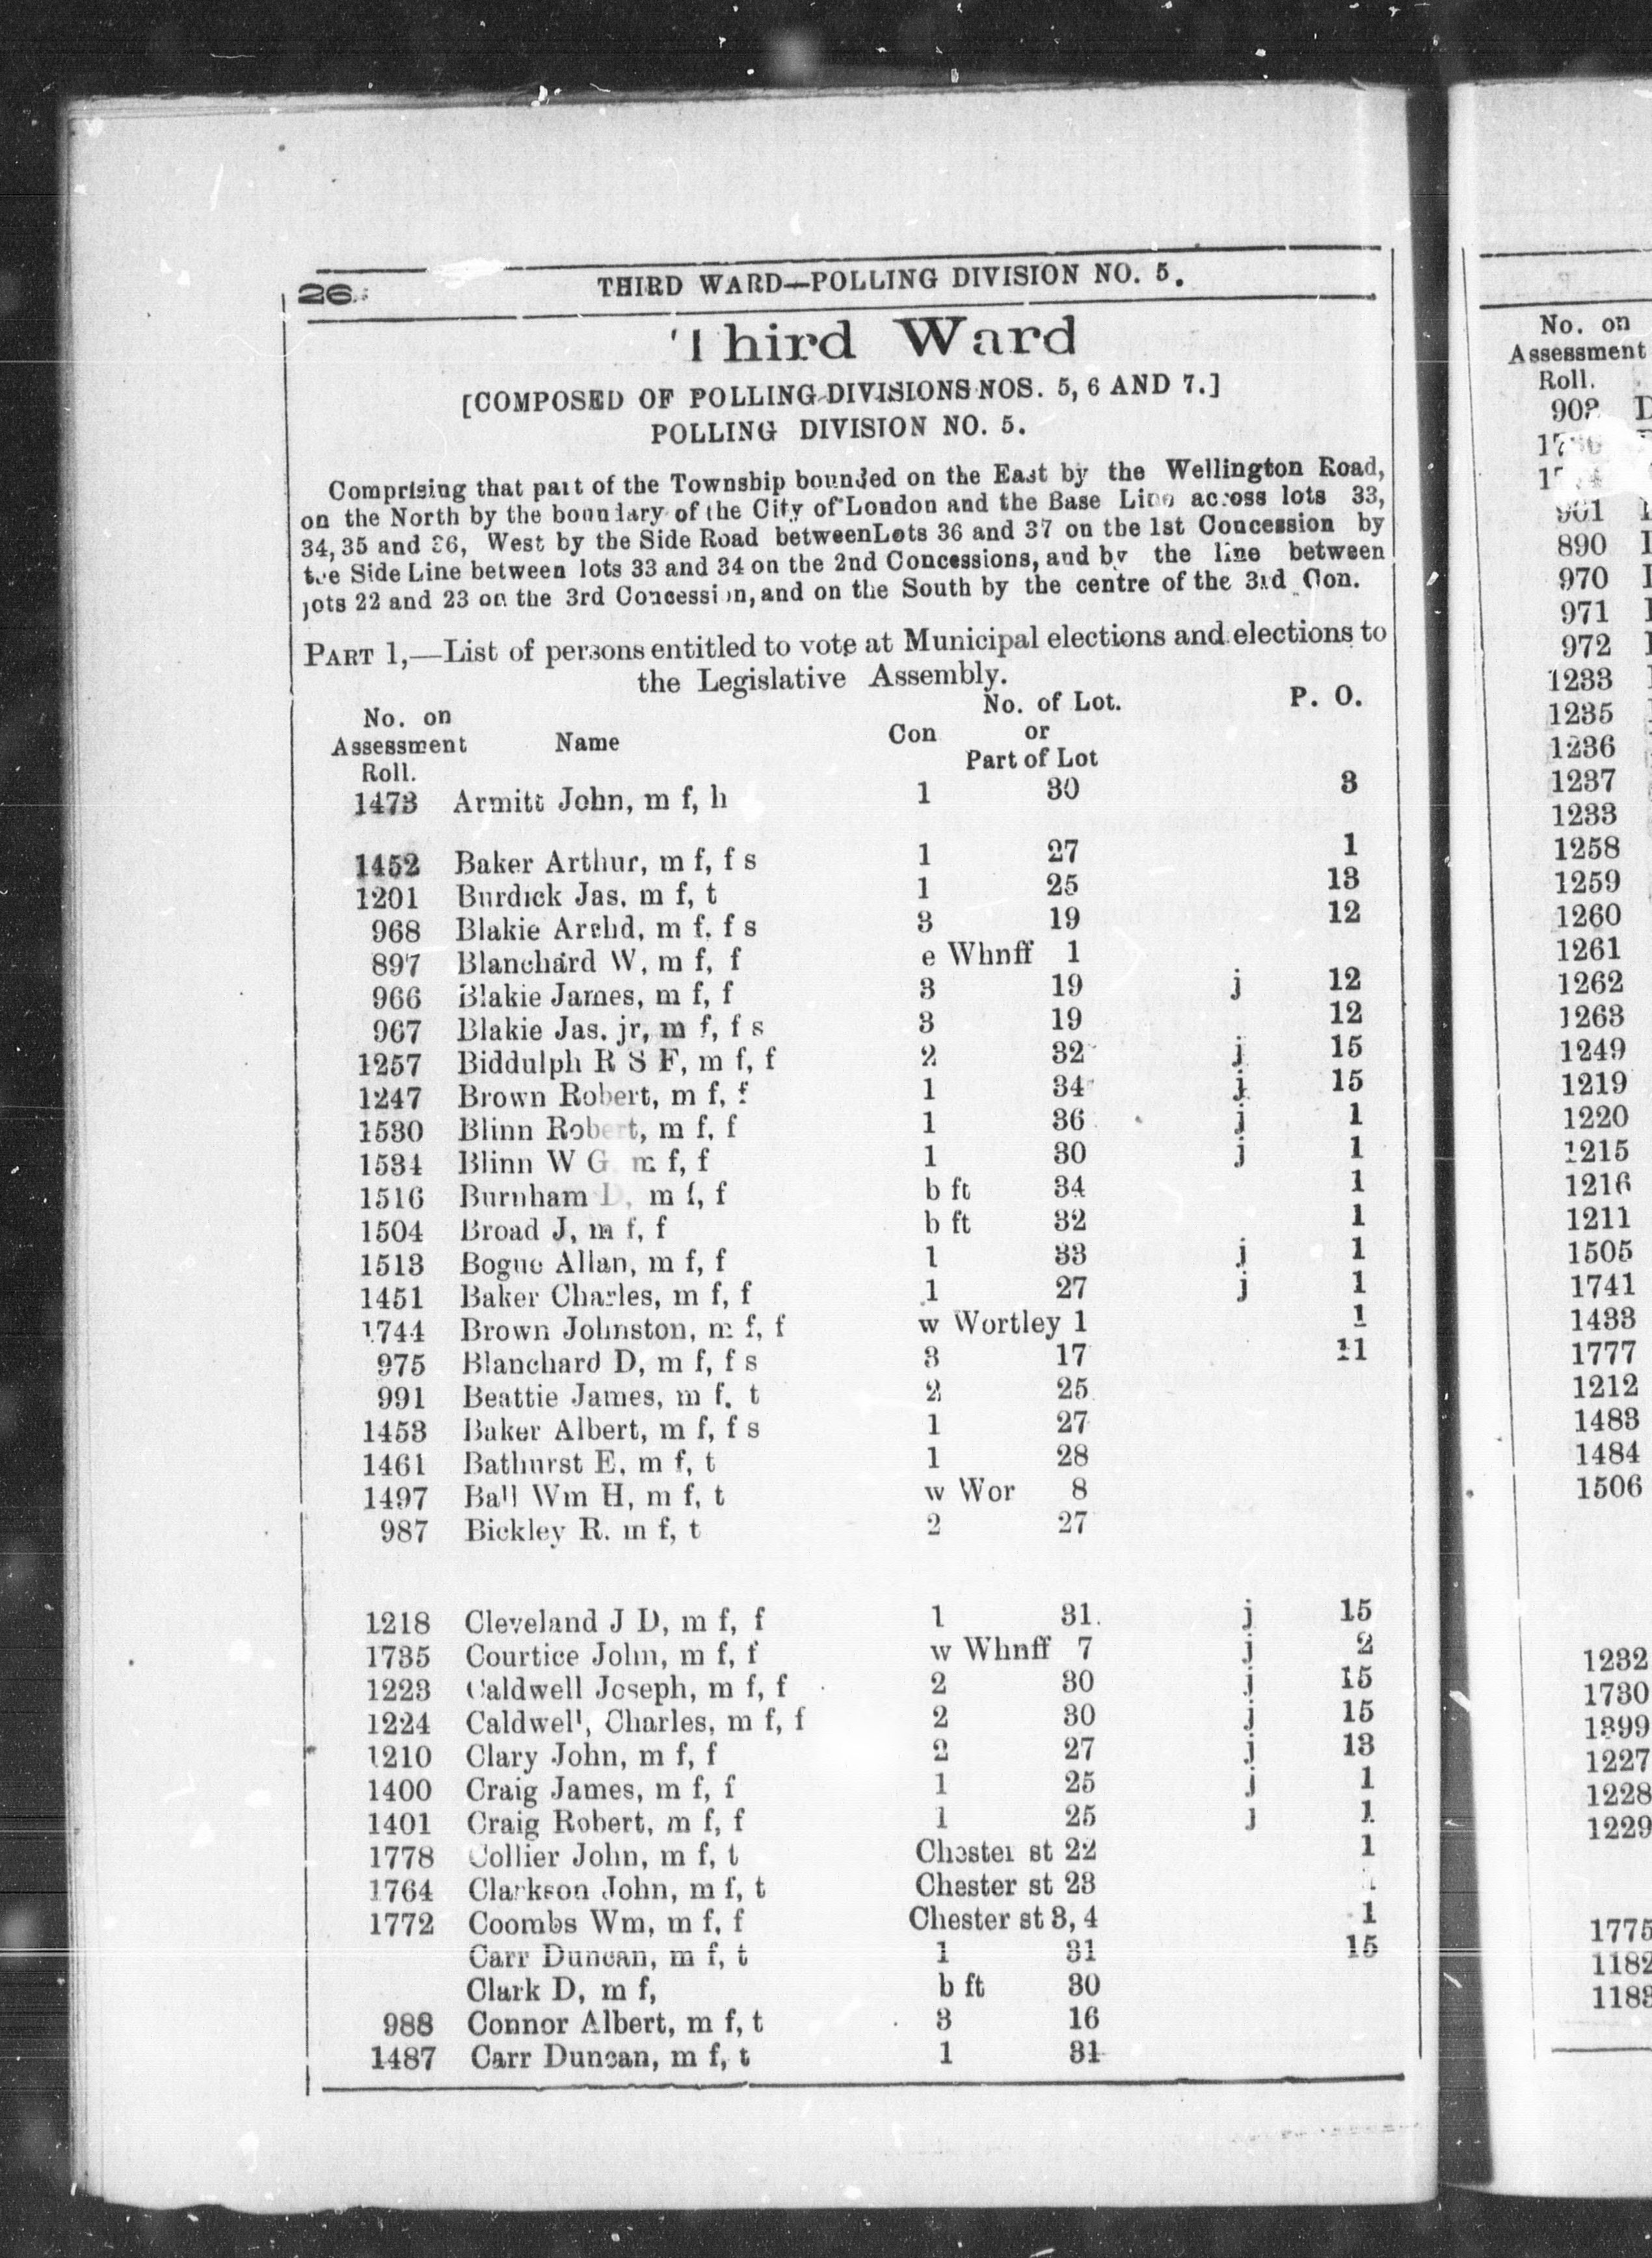 26
THIRD WARD—POLLING DIVISION NO. 5.
Third Ward
[COMPOSED OF POLLING DIVISIONS NOS. 5, 6 AND 7.]
POLLING DIVISION NO. 5.
Comprising that part of the Township bounded on the East by the Wellington Road,
on the North by the boundary of the City of London and the Base Line across lots 33,
34, 35 and 36, West by the Side Road between Lots 36 and 37 on the 1st Concession by
the Side Line between lots 33 and 34 on the 2nd Concessions, and by the line between
jots 22 and 23 on the 3rd Concession, and on the South by the centre of the 3rd Con.
PART 1,—List of persons entitled to vote at Municipal elections and elections to
the Legislative Assembly.
No. on Assessment Roll. Name Con No. of Lot. or Part of Lot P. O.
1473 Armitt John, m f, h 1 30 3
1452 Baker Arthur, m f, f s 1 27 1
1201 Burdick Jas. m f, t 1 25 13
968 Blakie Archd, m f, f s 3 19 12
897 Blanchard W, m f, f e Whnff 1
966 Blakie James, m f, f 3 19 j 12
967 Blakie Jas. jr, m f, f s 3 19 12
1257 Biddulph R S F, m f, f 2 32 j 15
1247 Brown Robert, m f, f 1 34 j 15
1530 Blinn Robert, m f, f 1 36 j 1
1534 Blinn W G m f, f 1 30 j 1
1516 Burnham D, m f, f b ft 34 1
1504 Broad J, m f, f b ft 32 1
1513 Bogue Allan, m f, f 1 33 j 1
1451 Baker Charles, m f, f 1 27 j 1
1744 Brown Johnston, m f, f w Wortley 1 1
975 Blanchard D, m f, f s 3 17 11
991 Beattie James, m f, t 2 25
1453 Baker Albert, m f, f s 1 27
1461 Bathurst E, m f, t 1 28
1497 Ball Wm H, m f, t w Wor 8
987 Bickley R. m f, t 2 27
1218 Cleveland J D, m f, f 1 31 j 15
1735 Courtice John, m f, f w Whnff 7 j 2
1223 Caldwell Joseph, m f, f 2 30 j 15
1224 Caldwell, Charles, m f, f 2 30 j 15
1210 Clary John, m f, f 2 27 j 13
1400 Craig James, m f, f 1 25 j 1
1401 Craig Robert, m f, f 1 25 j 1
1778 Collier John, m f, t Chester st 22 1
1764 Clarkson John, m f, t Chester st 23
1772 Coombs Wm, m f, f Chester st 3, 4 1
Carr Duncan, m f, t 1 31 15
Clark D, m f, b ft 30
988 Connor Albert, m f, t 3 16
1487 Carr Duncan, m f, t 1 31
No. on
Assessment
Roll.
901
890
970
971
972
1233
1235
1236
1237
1233
1258
1259
1260
1261
1262
1263
1249
1219
1220
1215
1216
1211
1505
1741
1433
1777
1212
1483
1484
1506
1232
1730
1399
1227
1228
1229
1775
1182
1183